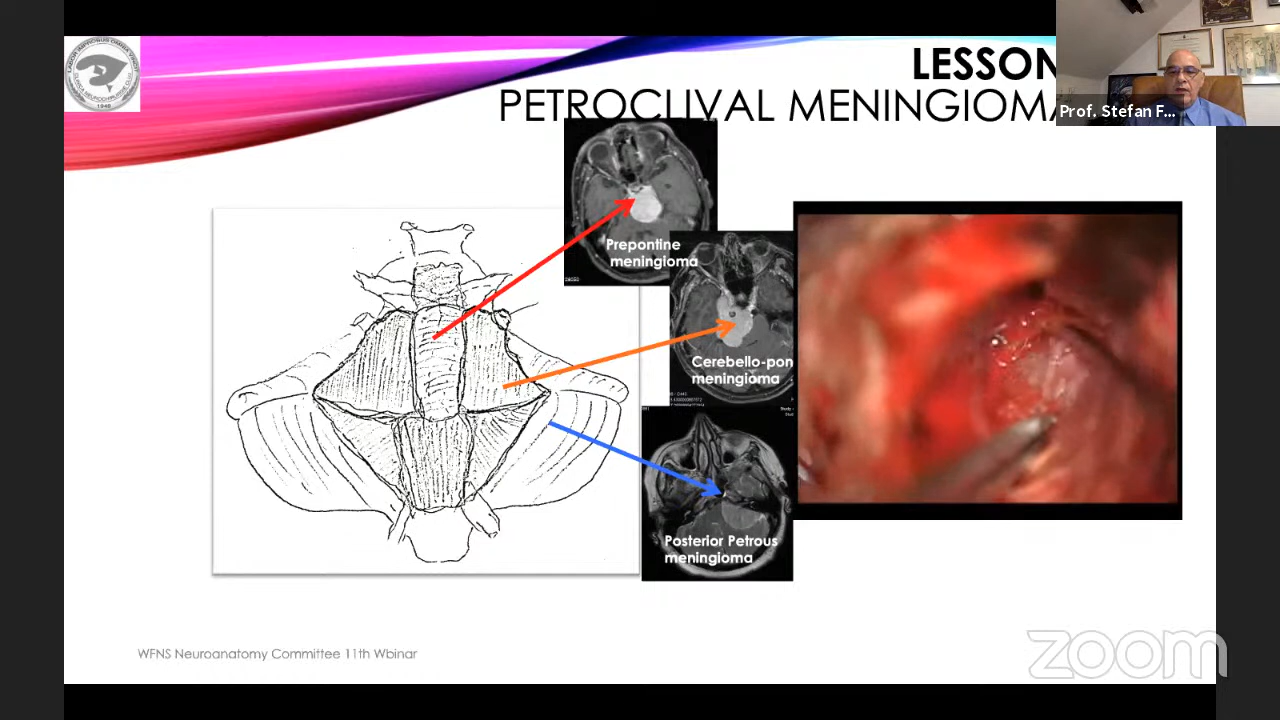 LESSON
PETROCLIVAL MENINGIOMA
Prof. Stefan F...
Prepontine
meningioma
Cerebello-pon
meningioma
Posterior Petrous
meningioma
WFNS Neuroanatomy Committee 11th Wbinar
zoom